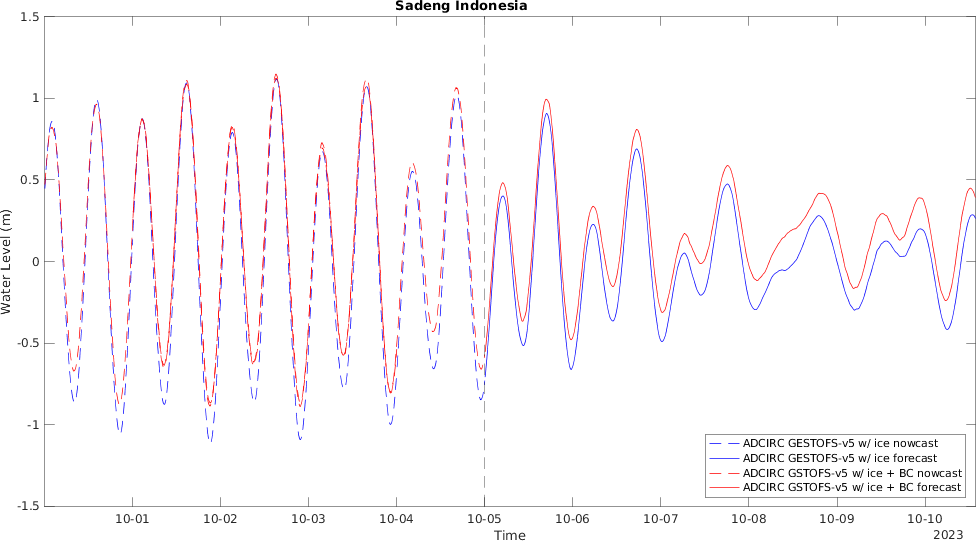 Sadeng Indonesia
1.5
1
0.5
0
-0.5
-1
-1.5
Water Level (m)
10-01 10-02 10-03 10-04 10-05 10-06 10-07 10-08 10-09 10-10
Time
2023
ADCIRC GESTOFS-v5 w/ ice nowcast
ADCIRC GESTOFS-v5 w/ ice forecast
ADCIRC GSTOFS-v5 w/ ice + BC nowcast
ADCIRC GSTOFS-v5 w/ ice + BC forecast